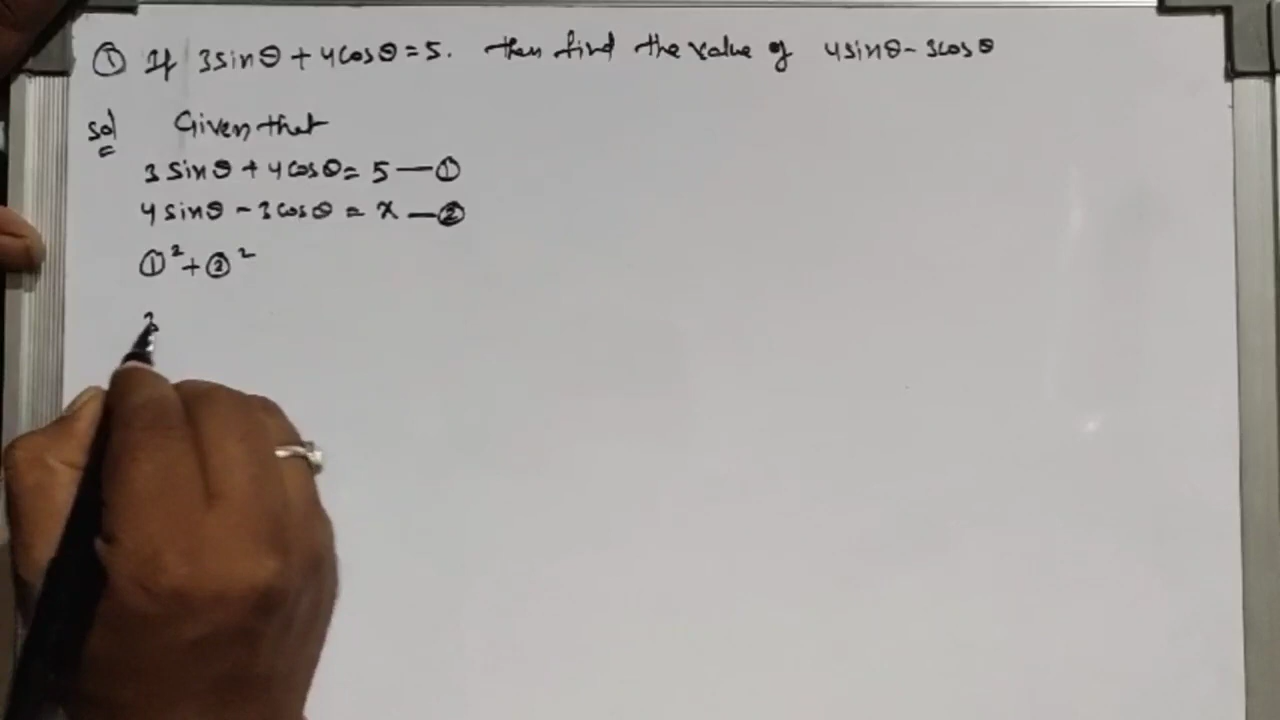 ① If 3sinθ + 4cosθ = 5. then find the value of 4sinθ - 3cosθ
Sol Given that
3 sinθ + 4cosθ = 5 — ①
4 sinθ - 3cosθ = x — ②
①² + ②²